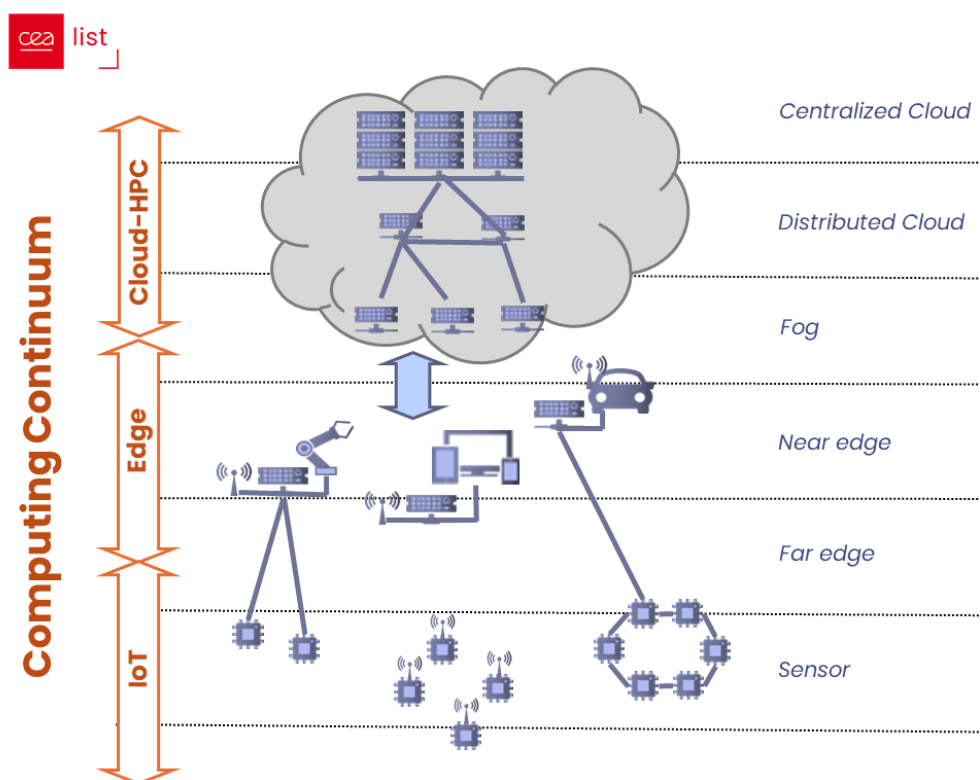 cea list
Centralized Cloud
Distributed Cloud
Fog
Near edge
Far edge
Sensor
Computing Continuum
Cloud-HPC
Edge
IoT